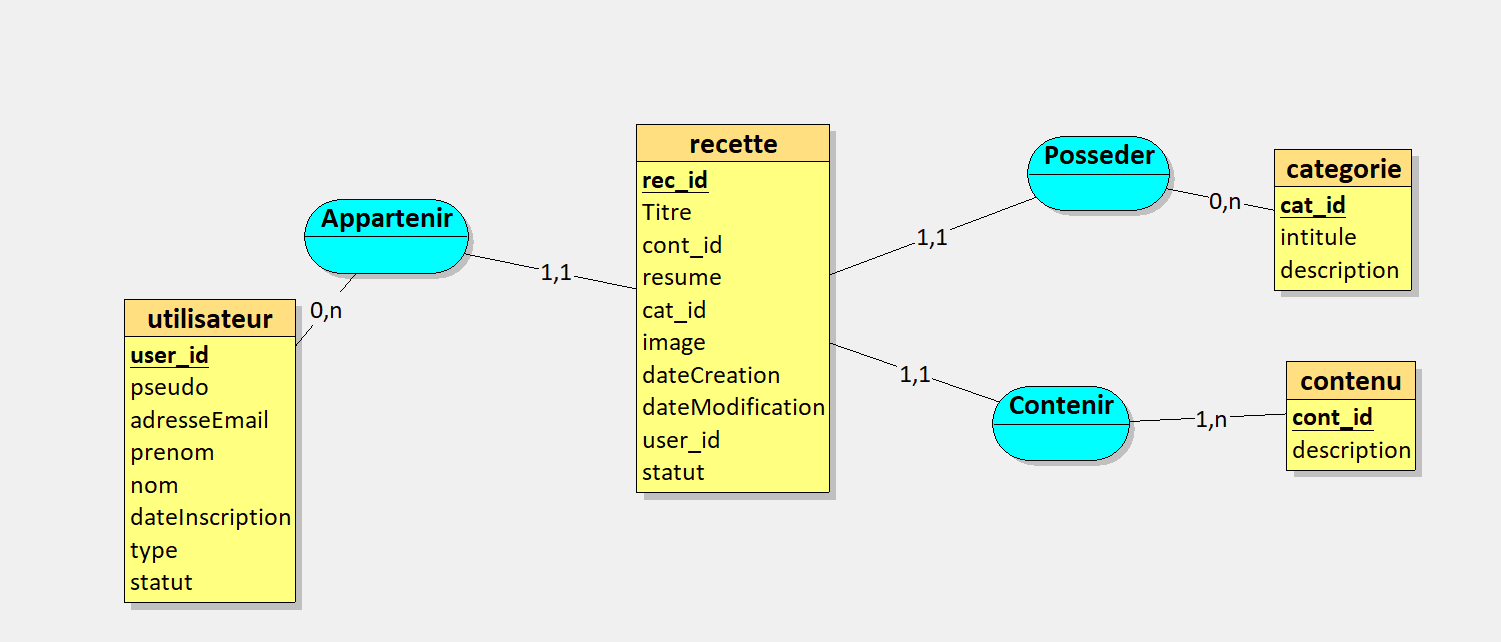 utilisateur
user_id
pseudo
adresseEmail
prenom
nom
dateInscription
type
statut
0,n
Appartenir
1,1
recette
rec_id
Titre
cont_id
resume
cat_id
image
dateCreation
dateModification
user_id
statut
1,1
Posseder
0,n
categorie
cat_id
intitule
description
1,1
Contenir
1,n
contenu
cont_id
description